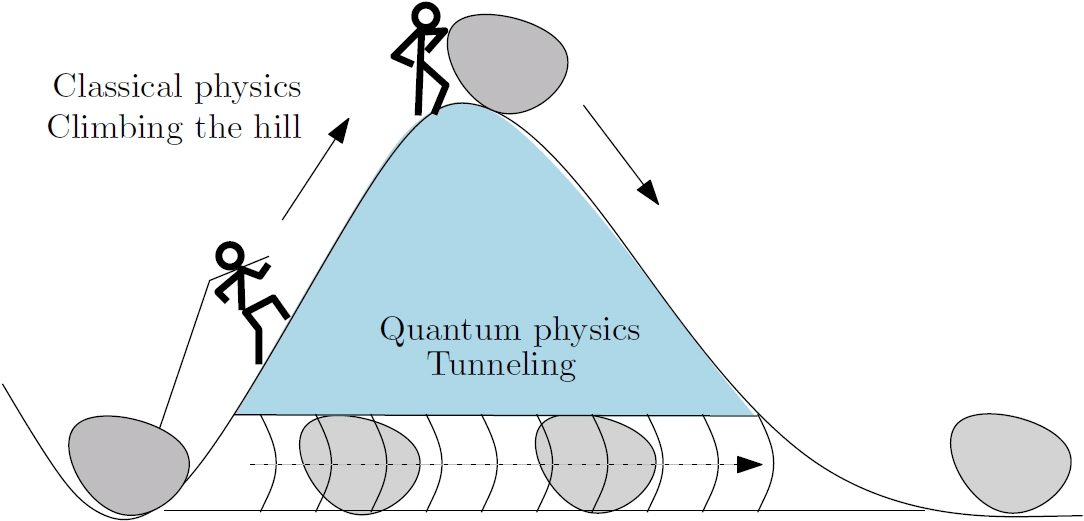 Classical physics
Climbing the hill
Quantum physics
Tunneling